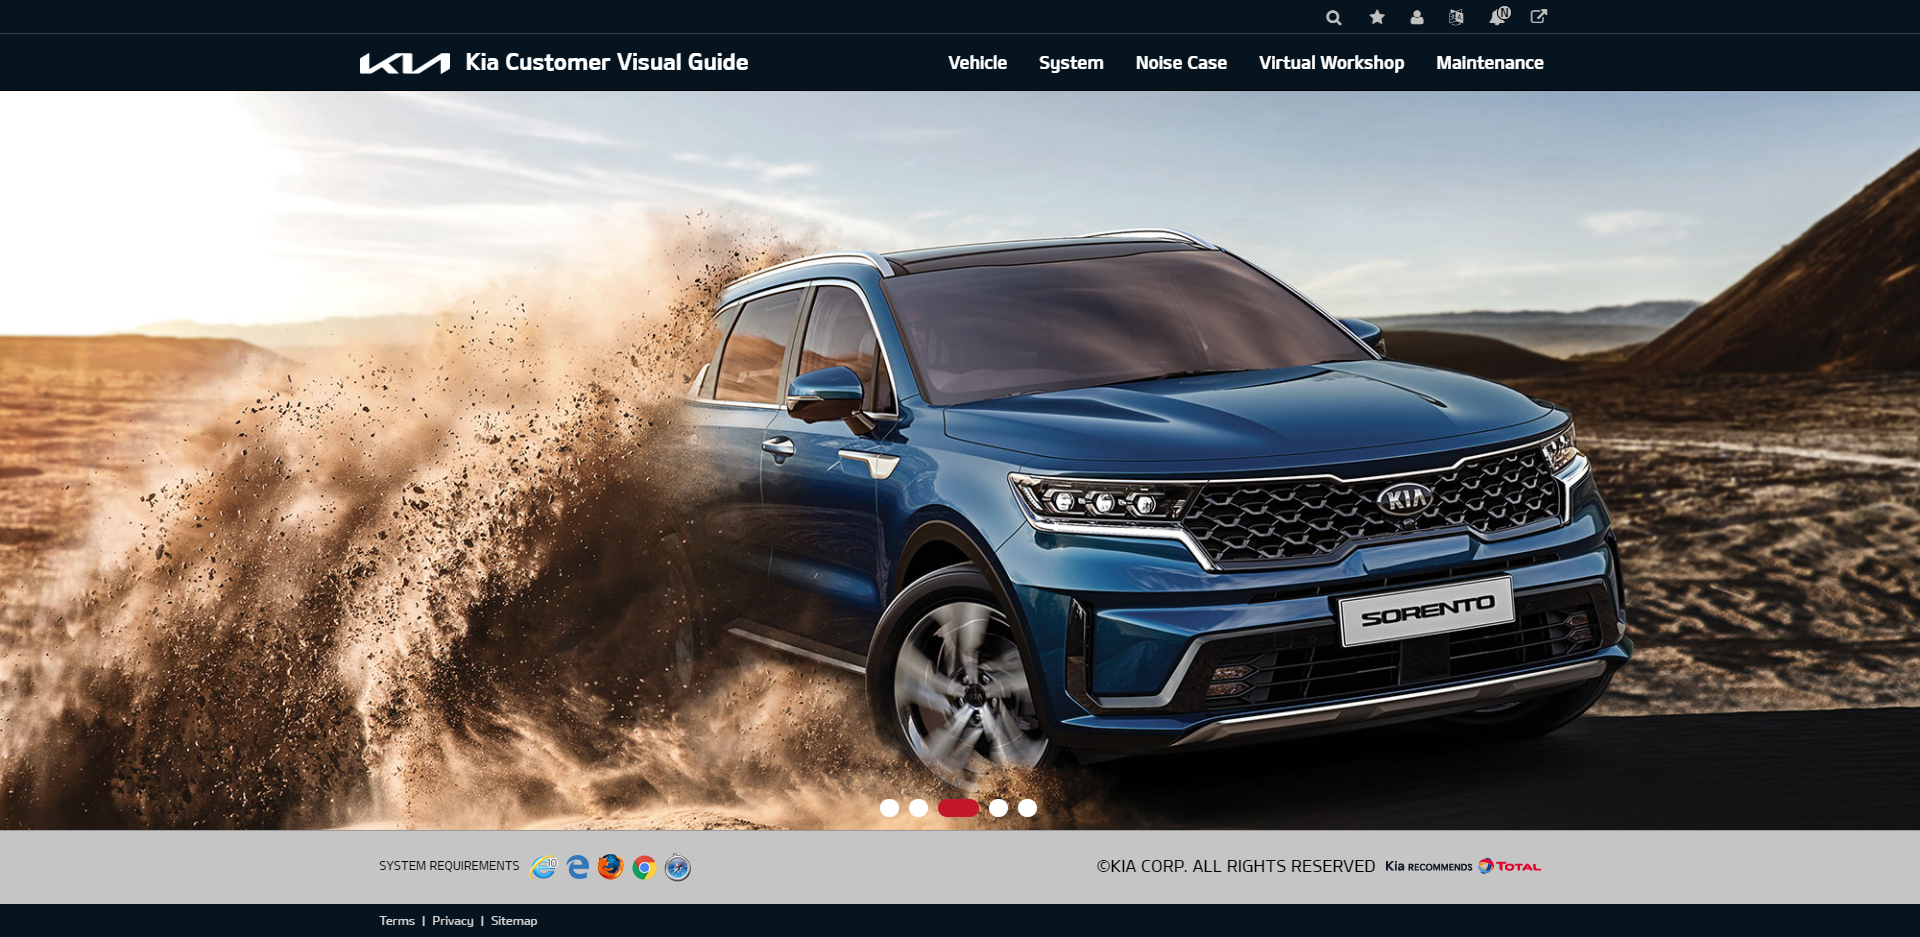 N
KIA Kia Customer Visual Guide
Vehicle System Noise Case Virtual Workshop Maintenance
KIA
SORENTO
SYSTEM REQUIREMENTS 10
©KIA CORP. ALL RIGHTS RESERVED Kia RECOMMENDS TOTAL
Terms | Privacy | Sitemap